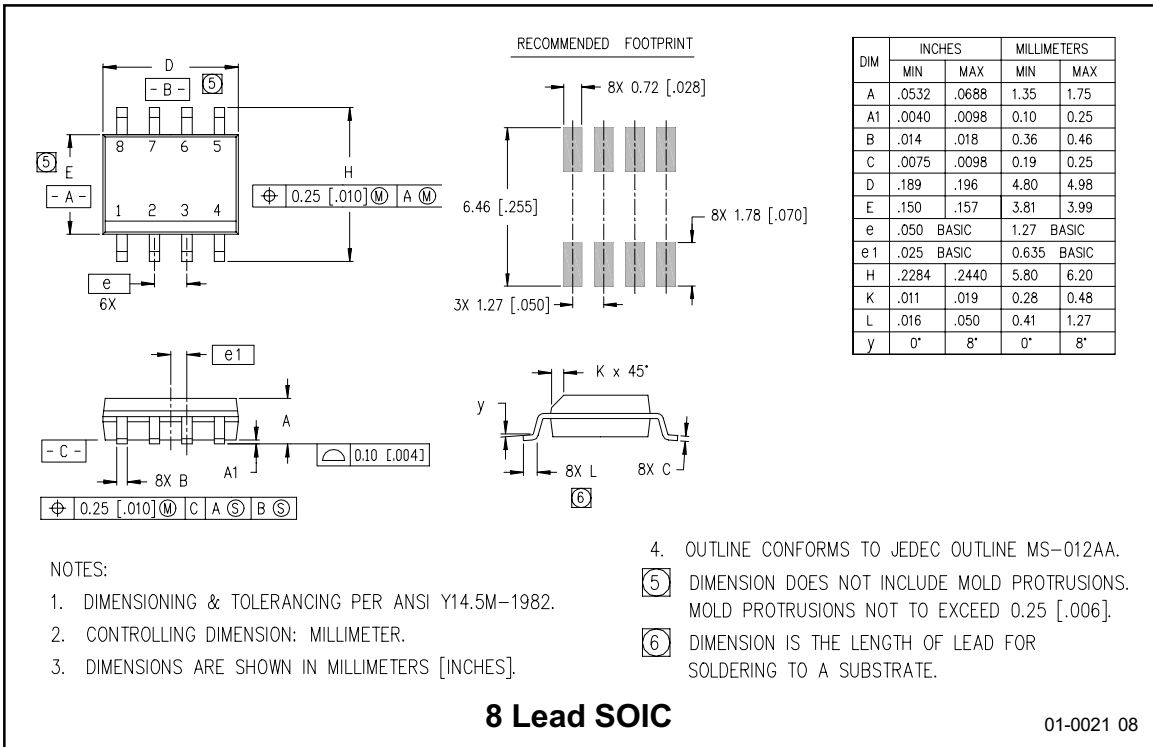 RECOMMENDED FOOTPRINT
D
- B -
5
8 7 6 5
5
E
- A -
H
⌖ 0.25 [.010] Ⓜ A Ⓜ
1 2 3 4
e
6X
8X 0.72 [.028]
6.46 [.255]
8X 1.78 [.070]
3X 1.27 [.050]
DIM INCHES MILLIMETERS
MIN MAX MIN MAX
A .0532 .0688 1.35 1.75
A1 .0040 .0098 0.10 0.25
B .014 .018 0.36 0.46
C .0075 .0098 0.19 0.25
D .189 .196 4.80 4.98
E .150 .157 3.81 3.99
e .050 BASIC 1.27 BASIC
e1 .025 BASIC 0.635 BASIC
H .2284 .2440 5.80 6.20
K .011 .019 0.28 0.48
L .016 .050 0.41 1.27
y 0° 8° 0° 8°
e1
A
- C -
8X B
A1
⌓ 0.10 [.004]
⌖ 0.25 [.010] Ⓜ C A Ⓢ B Ⓢ
K x 45°
y
8X L
6
8X C
NOTES:
1. DIMENSIONING & TOLERANCING PER ANSI Y14.5M-1982.
2. CONTROLLING DIMENSION: MILLIMETER.
3. DIMENSIONS ARE SHOWN IN MILLIMETERS [INCHES].
4. OUTLINE CONFORMS TO JEDEC OUTLINE MS-012AA.
5 DIMENSION DOES NOT INCLUDE MOLD PROTRUSIONS.
MOLD PROTRUSIONS NOT TO EXCEED 0.25 [.006].
6 DIMENSION IS THE LENGTH OF LEAD FOR
SOLDERING TO A SUBSTRATE.
8 Lead SOIC
01-0021 08